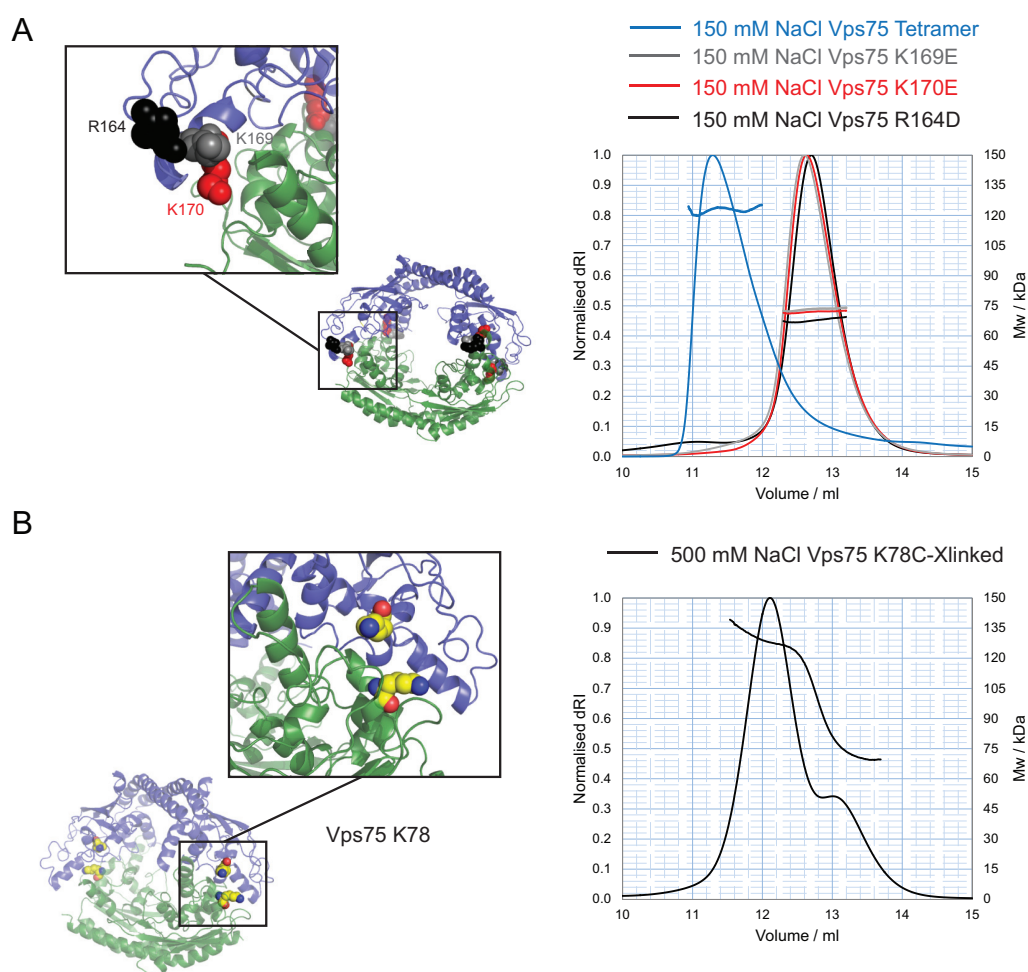 A
R164
K169
K170
150 mM NaCl Vps75 Tetramer
150 mM NaCl Vps75 K169E
150 mM NaCl Vps75 K170E
150 mM NaCl Vps75 R164D
1.0
0.9
0.8
0.7
0.6
0.5
0.4
0.3
0.2
0.1
0.0
Normalised dRI
150
135
120
105
90
75
60
45
30
15
0
Mw / kDa
10 11 12 13 14 15
Volume / ml
B
Vps75 K78
500 mM NaCl Vps75 K78C-Xlinked
1.0
0.9
0.8
0.7
0.6
0.5
0.4
0.3
0.2
0.1
0.0
Normalised dRI
150
135
120
105
90
75
60
45
30
15
0
Mw / kDa
10 11 12 13 14 15
Volume / ml